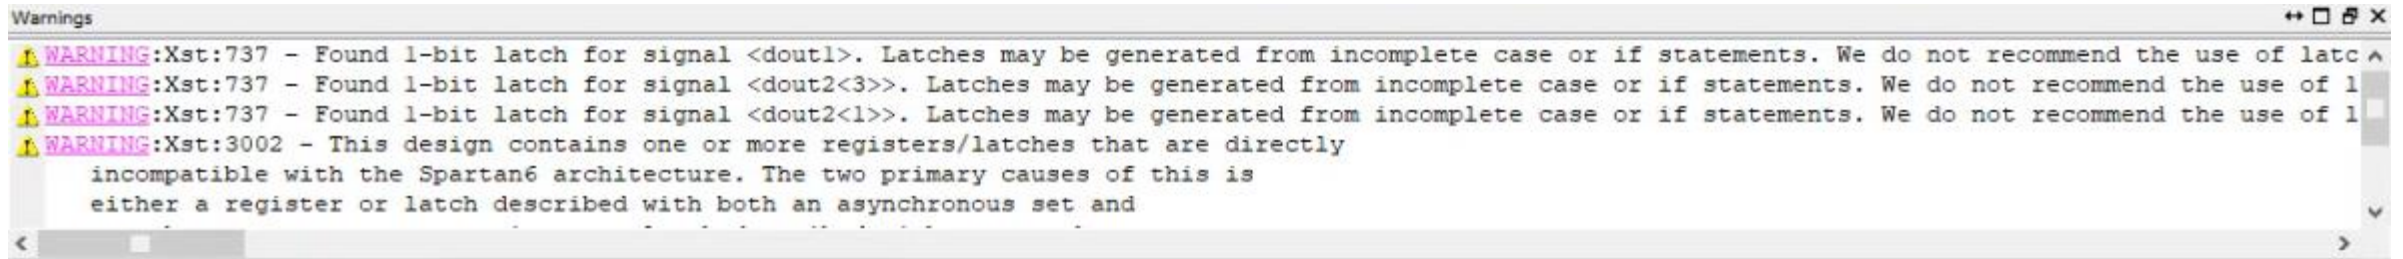 Warnings
WARNING:Xst:737 - Found 1-bit latch for signal <dout1>. Latches may be generated from incomplete case or if statements. We do not recommend the use of latc
WARNING:Xst:737 - Found 1-bit latch for signal <dout2<3>>. Latches may be generated from incomplete case or if statements. We do not recommend the use of l
WARNING:Xst:737 - Found 1-bit latch for signal <dout2<1>>. Latches may be generated from incomplete case or if statements. We do not recommend the use of l
WARNING:Xst:3002 - This design contains one or more registers/latches that are directly
incompatible with the Spartan6 architecture. The two primary causes of this is
either a register or latch described with both an asynchronous set and